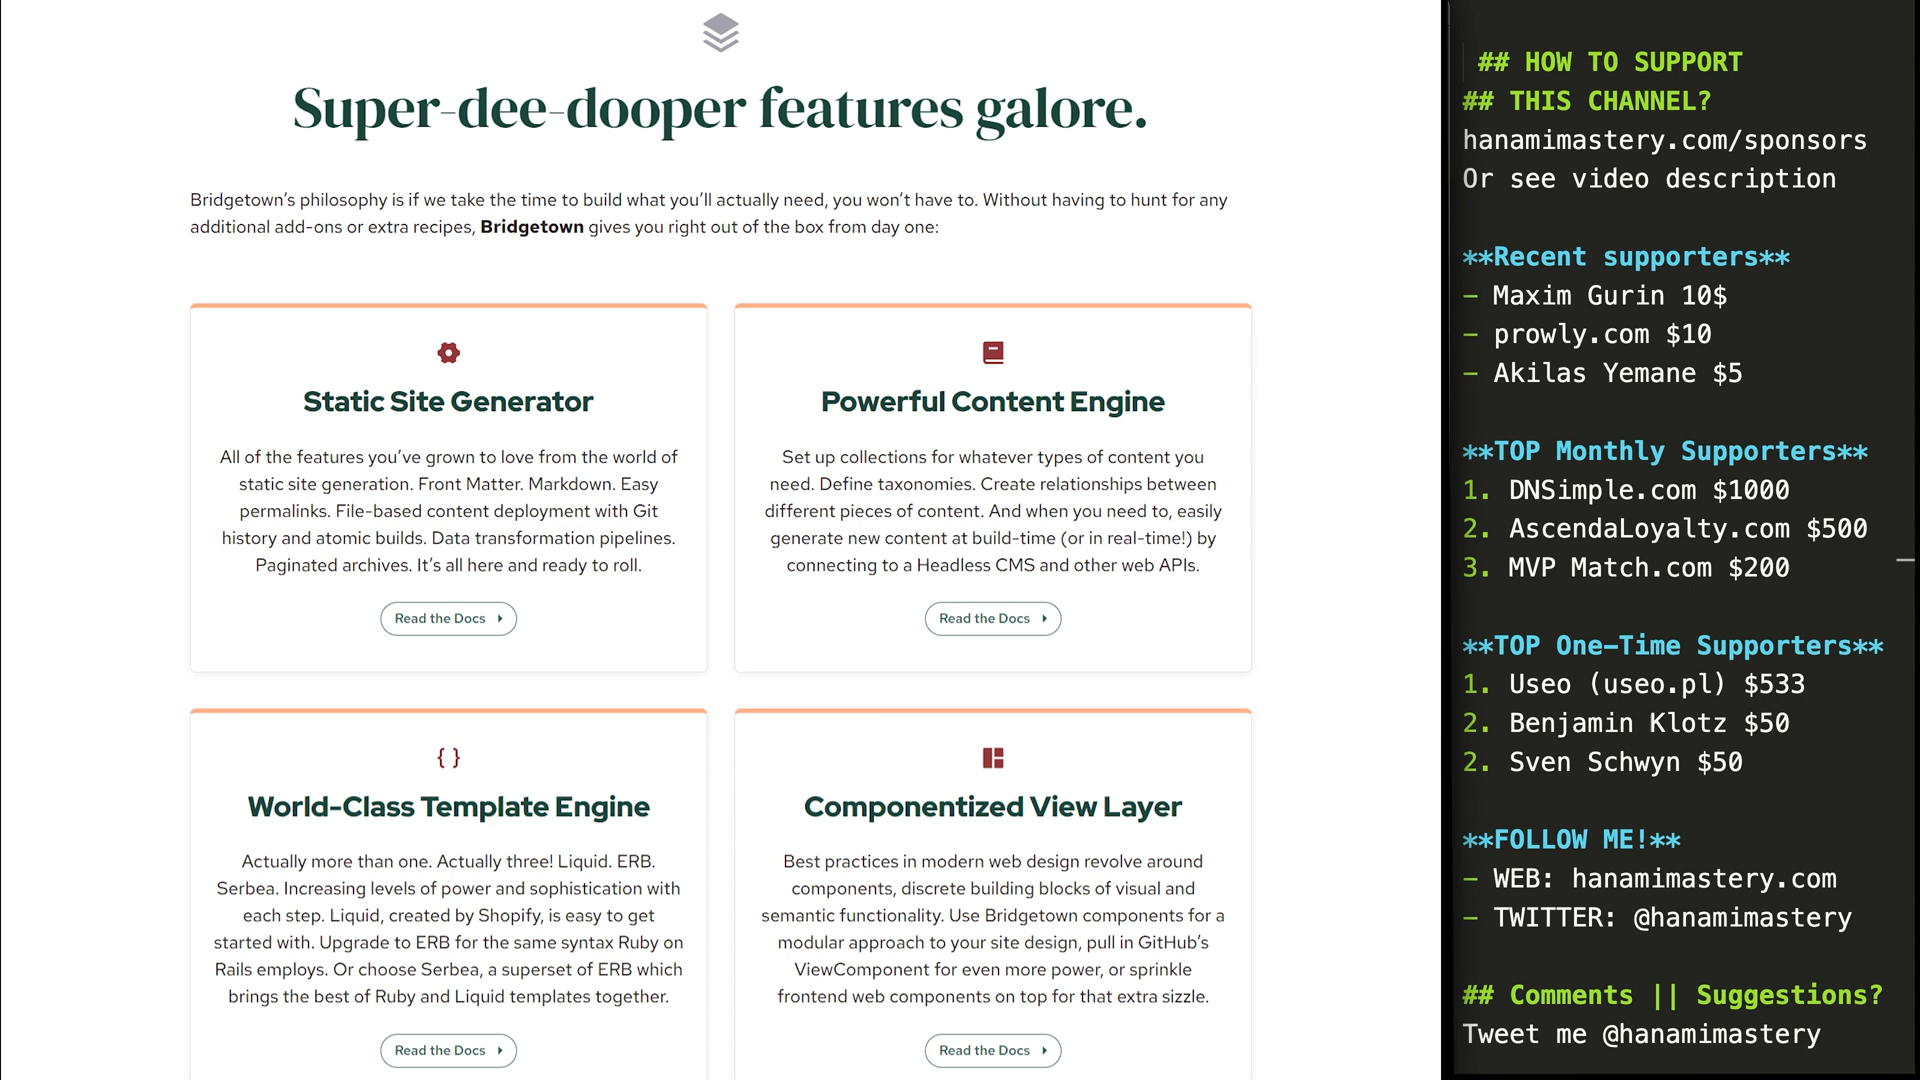 Super-dee-dooper features galore.
Bridgetown’s philosophy is if we take the time to build what you’ll actually need, you won’t have to. Without having to hunt for any
additional add-ons or extra recipes, Bridgetown gives you right out of the box from day one:
Static Site Generator
All of the features you’ve grown to love from the world of
static site generation. Front Matter. Markdown. Easy
permalinks. File-based content deployment with Git
history and atomic builds. Data transformation pipelines.
Paginated archives. It’s all here and ready to roll.
Read the Docs
Powerful Content Engine
Set up collections for whatever types of content you
need. Define taxonomies. Create relationships between
different pieces of content. And when you need to, easily
generate new content at build-time (or in real-time!) by
connecting to a Headless CMS and other web APIs.
Read the Docs
{ }
World-Class Template Engine
Actually more than one. Actually three! Liquid. ERB.
Serbea. Increasing levels of power and sophistication with
each step. Liquid, created by Shopify, is easy to get
started with. Upgrade to ERB for the same syntax Ruby on
Rails employs. Or choose Serbea, a superset of ERB which
brings the best of Ruby and Liquid templates together.
Read the Docs
Componentized View Layer
Best practices in modern web design revolve around
components, discrete building blocks of visual and
semantic functionality. Use Bridgetown components for a
modular approach to your site design, pull in GitHub’s
ViewComponent for even more power, or sprinkle
frontend web components on top for that extra sizzle.
Read the Docs
## HOW TO SUPPORT
## THIS CHANNEL?
hanamimastery.com/sponsors
Or see video description
**Recent supporters**
- Maxim Gurin 10$
- prowly.com $10
- Akilas Yemane $5
**TOP Monthly Supporters**
1. DNSimple.com $1000
2. AscendaLoyalty.com $500
3. MVP Match.com $200
**TOP One-Time Supporters**
1. Useo (useo.pl) $533
2. Benjamin Klotz $50
2. Sven Schwyn $50
**FOLLOW ME!**
- WEB: hanamimastery.com
- TWITTER: @hanamimastery
## Comments || Suggestions?
Tweet me @hanamimastery